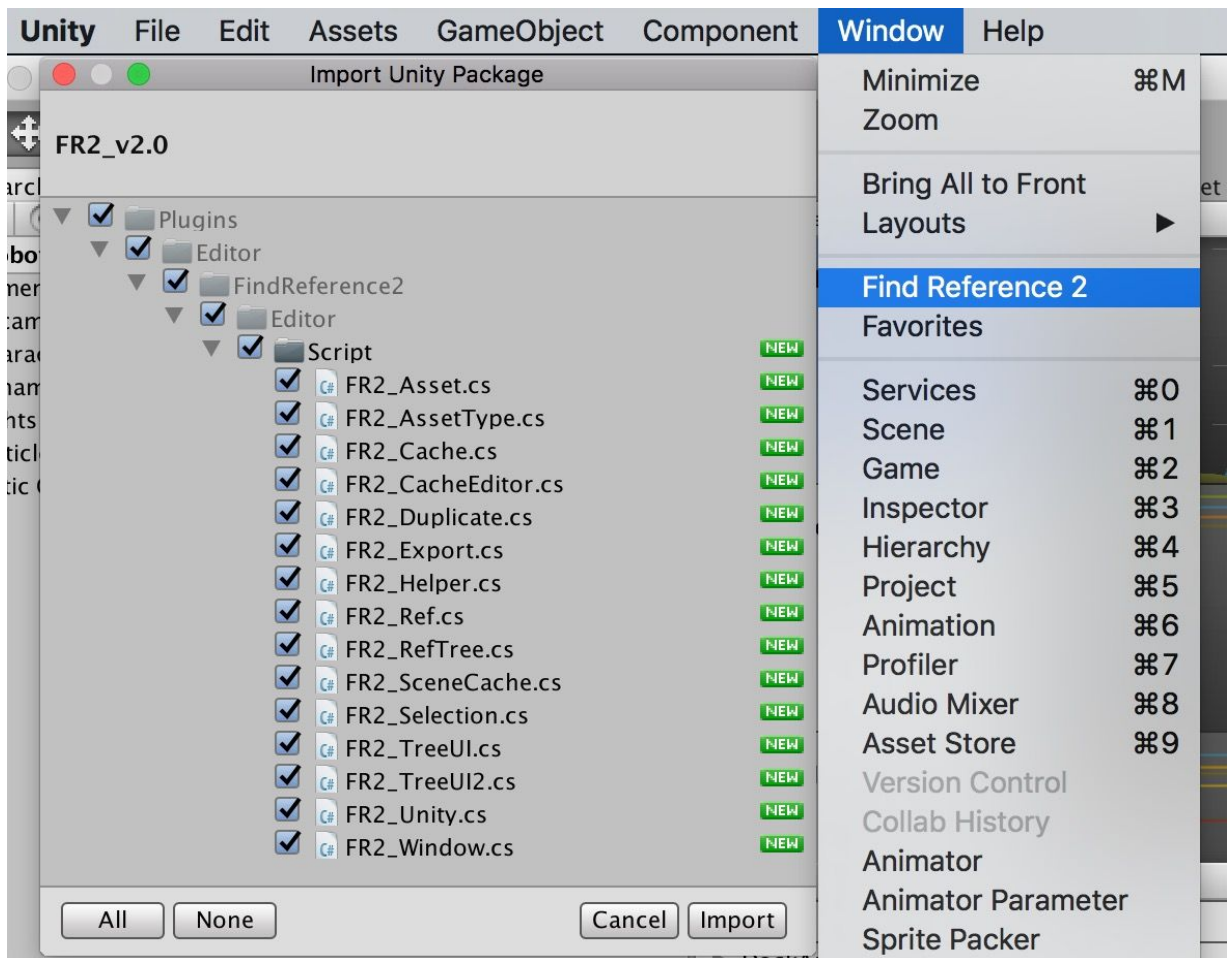 Unity File Edit Assets GameObject Component Window Help
Import Unity Package
FR2_v2.0
Plugins
Editor
FindReference2
Editor
Script NEW
FR2_Asset.cs NEW
FR2_AssetType.cs NEW
FR2_Cache.cs NEW
FR2_CacheEditor.cs NEW
FR2_Duplicate.cs NEW
FR2_Export.cs NEW
FR2_Helper.cs NEW
FR2_Ref.cs NEW
FR2_RefTree.cs NEW
FR2_SceneCache.cs NEW
FR2_Selection.cs NEW
FR2_TreeUI.cs NEW
FR2_TreeUI2.cs NEW
FR2_Unity.cs NEW
FR2_Window.cs NEW
All None Cancel Import
Minimize ⌘M
Zoom
Bring All to Front
Layouts
Find Reference 2
Favorites
Services ⌘0
Scene ⌘1
Game ⌘2
Inspector ⌘3
Hierarchy ⌘4
Project ⌘5
Animation ⌘6
Profiler ⌘7
Audio Mixer ⌘8
Asset Store ⌘9
Version Control
Collab History
Animator
Animator Parameter
Sprite Packer